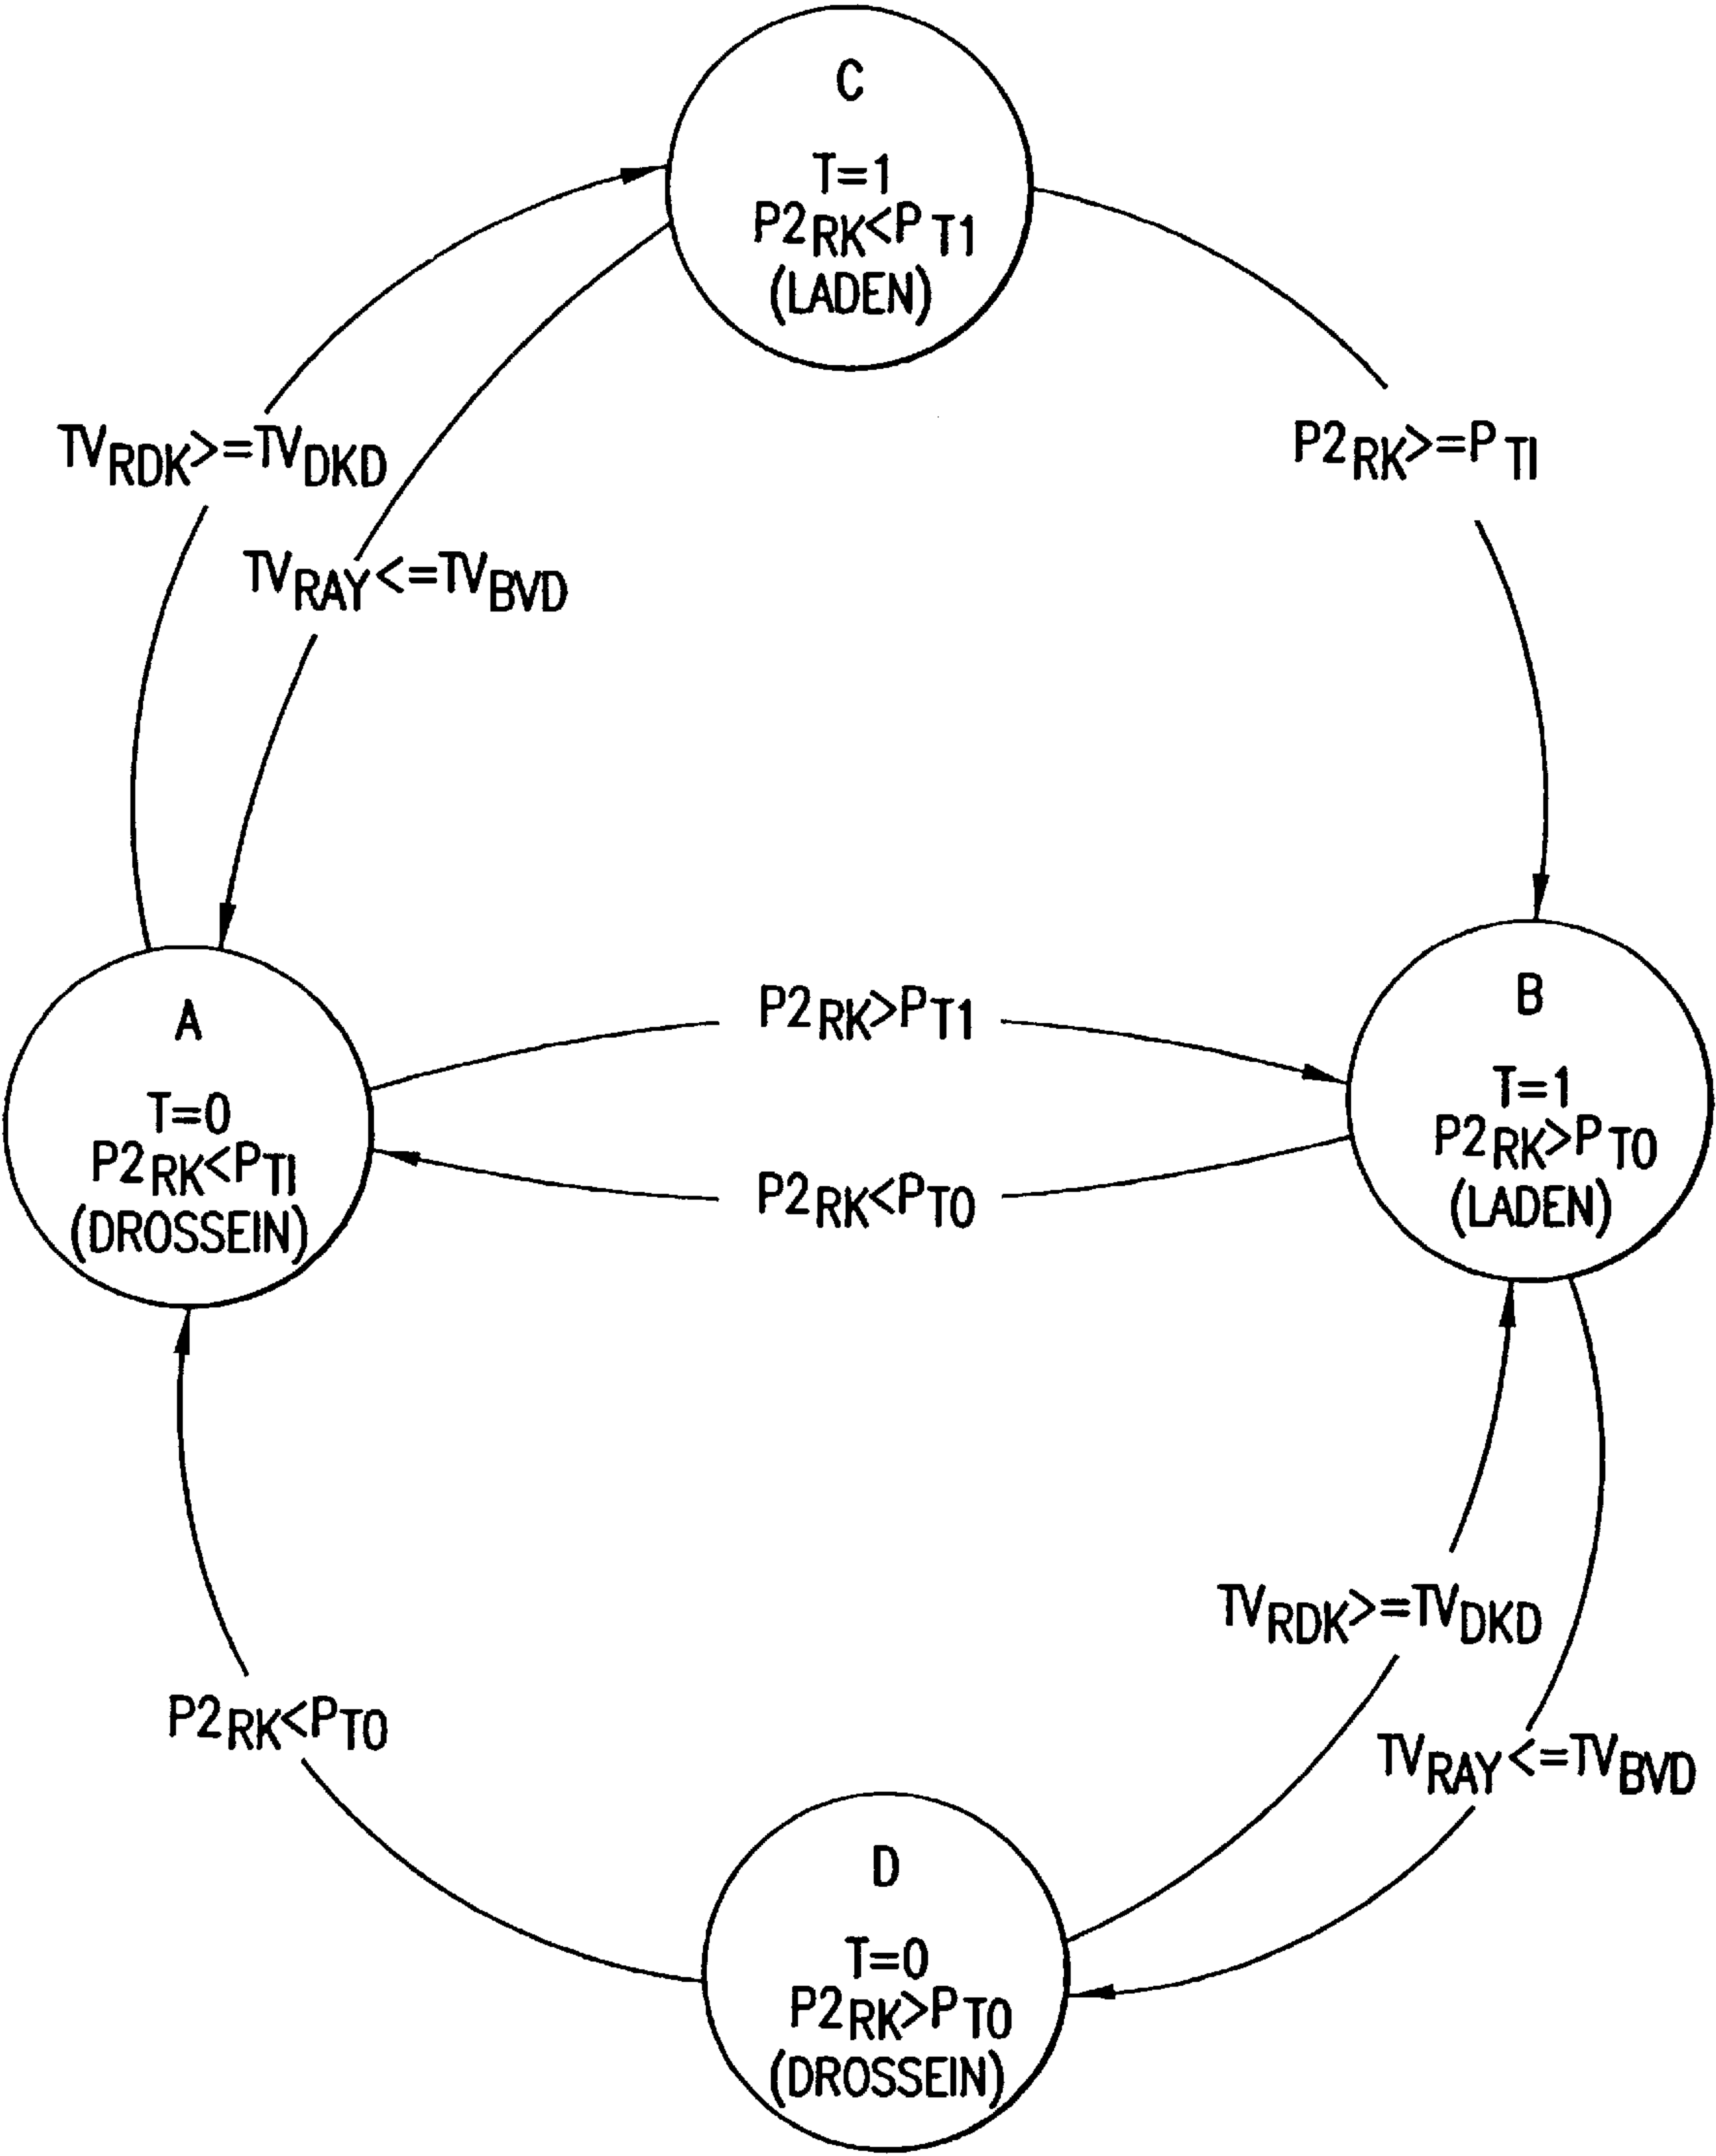 C
T=1
P2RK<PT1
(LADEN)
TVRDK>=TVDKD
P2RK>=PTI
TVRAY<=TVBVD
A
T=0
P2RK<PTI
(DROSSEIN)
P2RK>PT1
P2RK<PT0
B
T=1
P2RK>PT0
(LADEN)
TVRDK>=TVDKD
P2RK<PT0
TVRAY<=TVBVD
D
T=0
P2RK>PT0
(DROSSEIN)